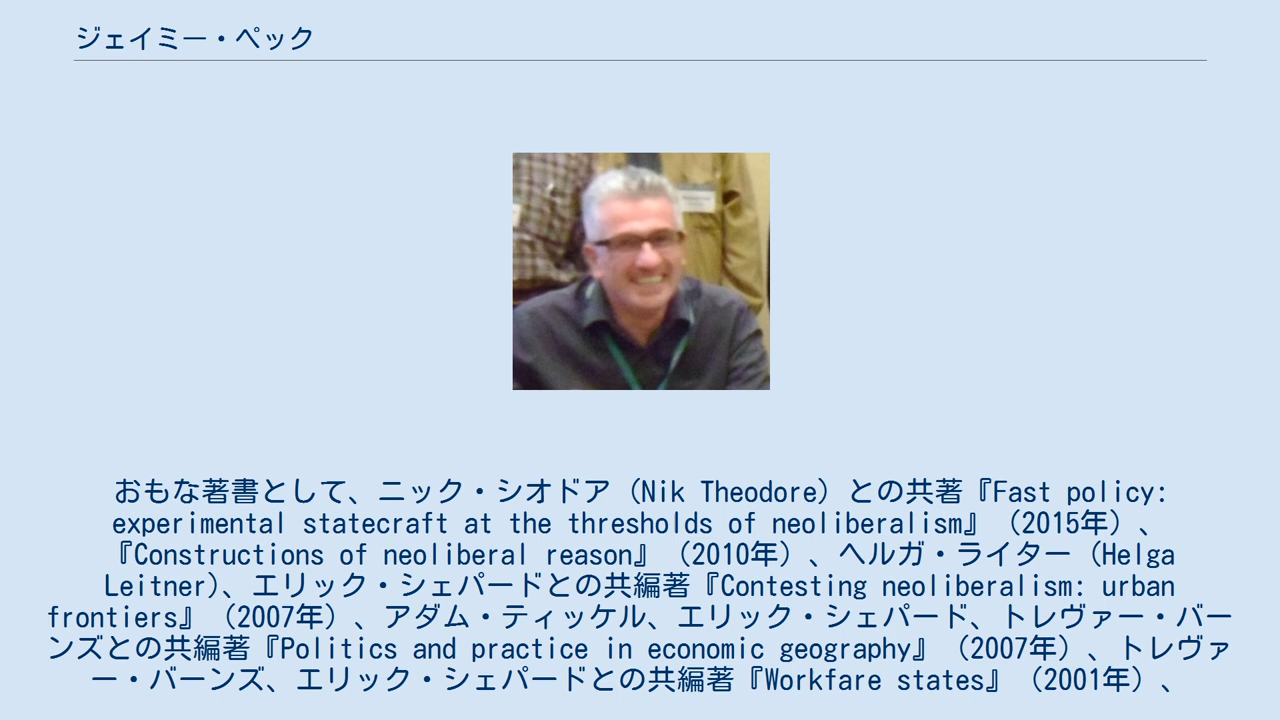 ジェイミー・ペック
おもな著書として、ニック・シオドア（Nik Theodore）との共著『Fast policy:
experimental statecraft at the thresholds of neoliberalism』（2015年）、
『Constructions of neoliberal reason』（2010年）、ヘルガ・ライター（Helga
Leitner)、エリック・シェパードとの共編著『Contesting neoliberalism: urban
frontiers』（2007年）、アダム・ティッケル、エリック・シェパード、トレヴァー・バー
ンズとの共編著『Politics and practice in economic geography』（2007年）、トレヴァ
ー・バーンズ、エリック・シェパードとの共編著『Workfare states』（2001年）、